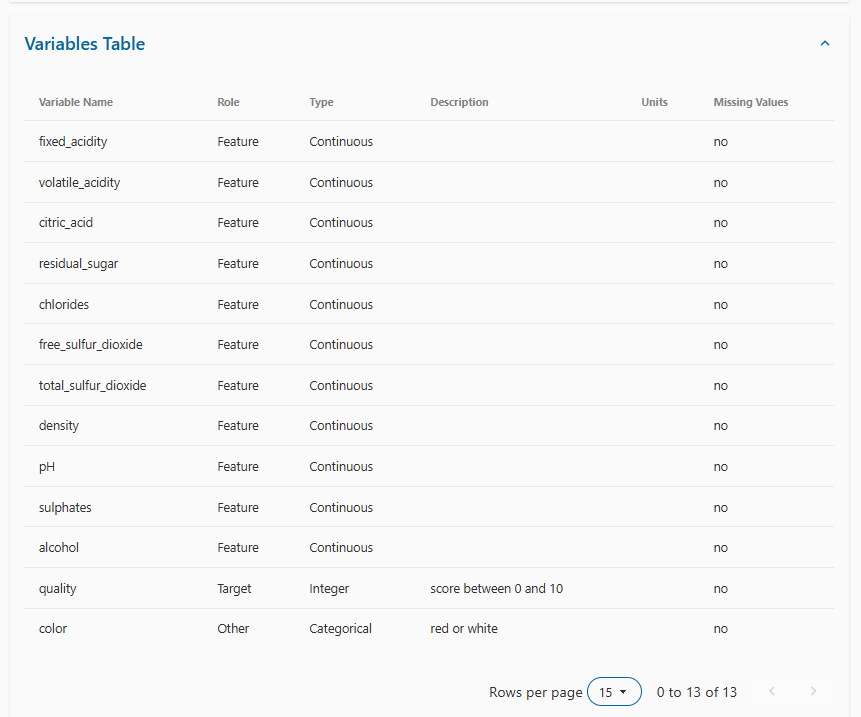 Variables Table
Variable Name Role Type Description Units Missing Values
fixed_acidity Feature Continuous no
volatile_acidity Feature Continuous no
citric_acid Feature Continuous no
residual_sugar Feature Continuous no
chlorides Feature Continuous no
free_sulfur_dioxide Feature Continuous no
total_sulfur_dioxide Feature Continuous no
density Feature Continuous no
pH Feature Continuous no
sulphates Feature Continuous no
alcohol Feature Continuous no
quality Target Integer score between 0 and 10 no
color Other Categorical red or white no
Rows per page 15 0 to 13 of 13